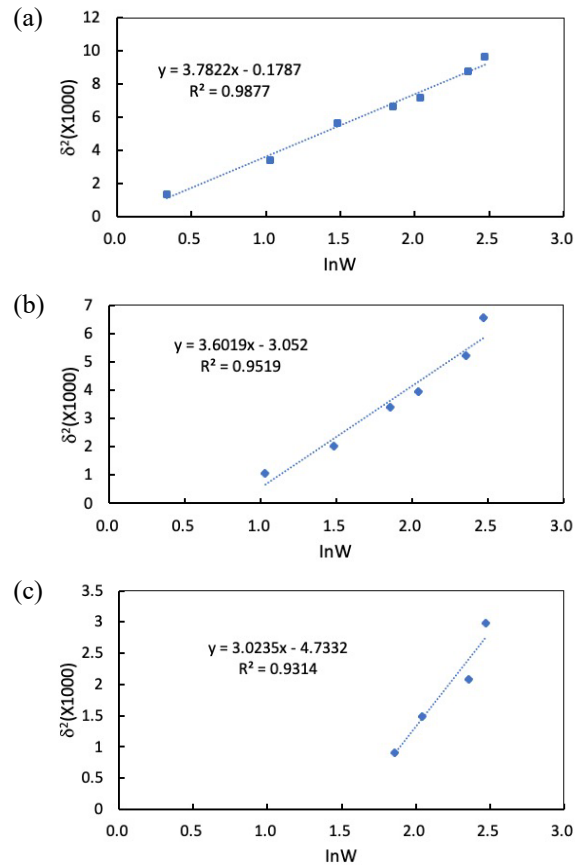 (a)
12
10
8
6
4
2
0
δ²(X1000)
y = 3.7822x - 0.1787
R² = 0.9877
0.0 0.5 1.0 1.5 2.0 2.5 3.0
lnW
(b)
7
6
5
4
3
2
1
0
δ²(X1000)
y = 3.6019x - 3.052
R² = 0.9519
0.0 0.5 1.0 1.5 2.0 2.5 3.0
lnW
(c)
3.5
3
2.5
2
1.5
1
0.5
0
δ²(X1000)
y = 3.0235x - 4.7332
R² = 0.9314
0.0 0.5 1.0 1.5 2.0 2.5 3.0
lnW